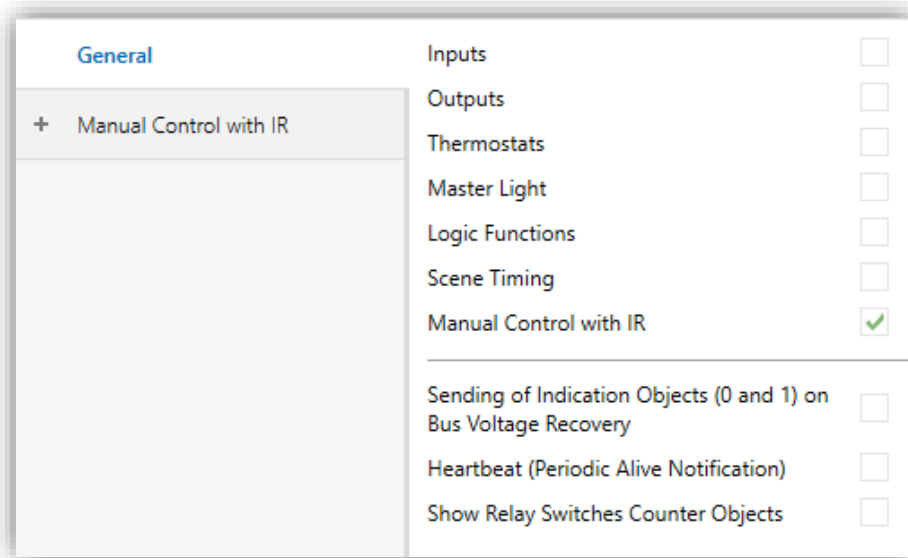 General
+ Manual Control with IR
Inputs
Outputs
Thermostats
Master Light
Logic Functions
Scene Timing
Manual Control with IR
Sending of Indication Objects (0 and 1) on
Bus Voltage Recovery
Heartbeat (Periodic Alive Notification)
Show Relay Switches Counter Objects